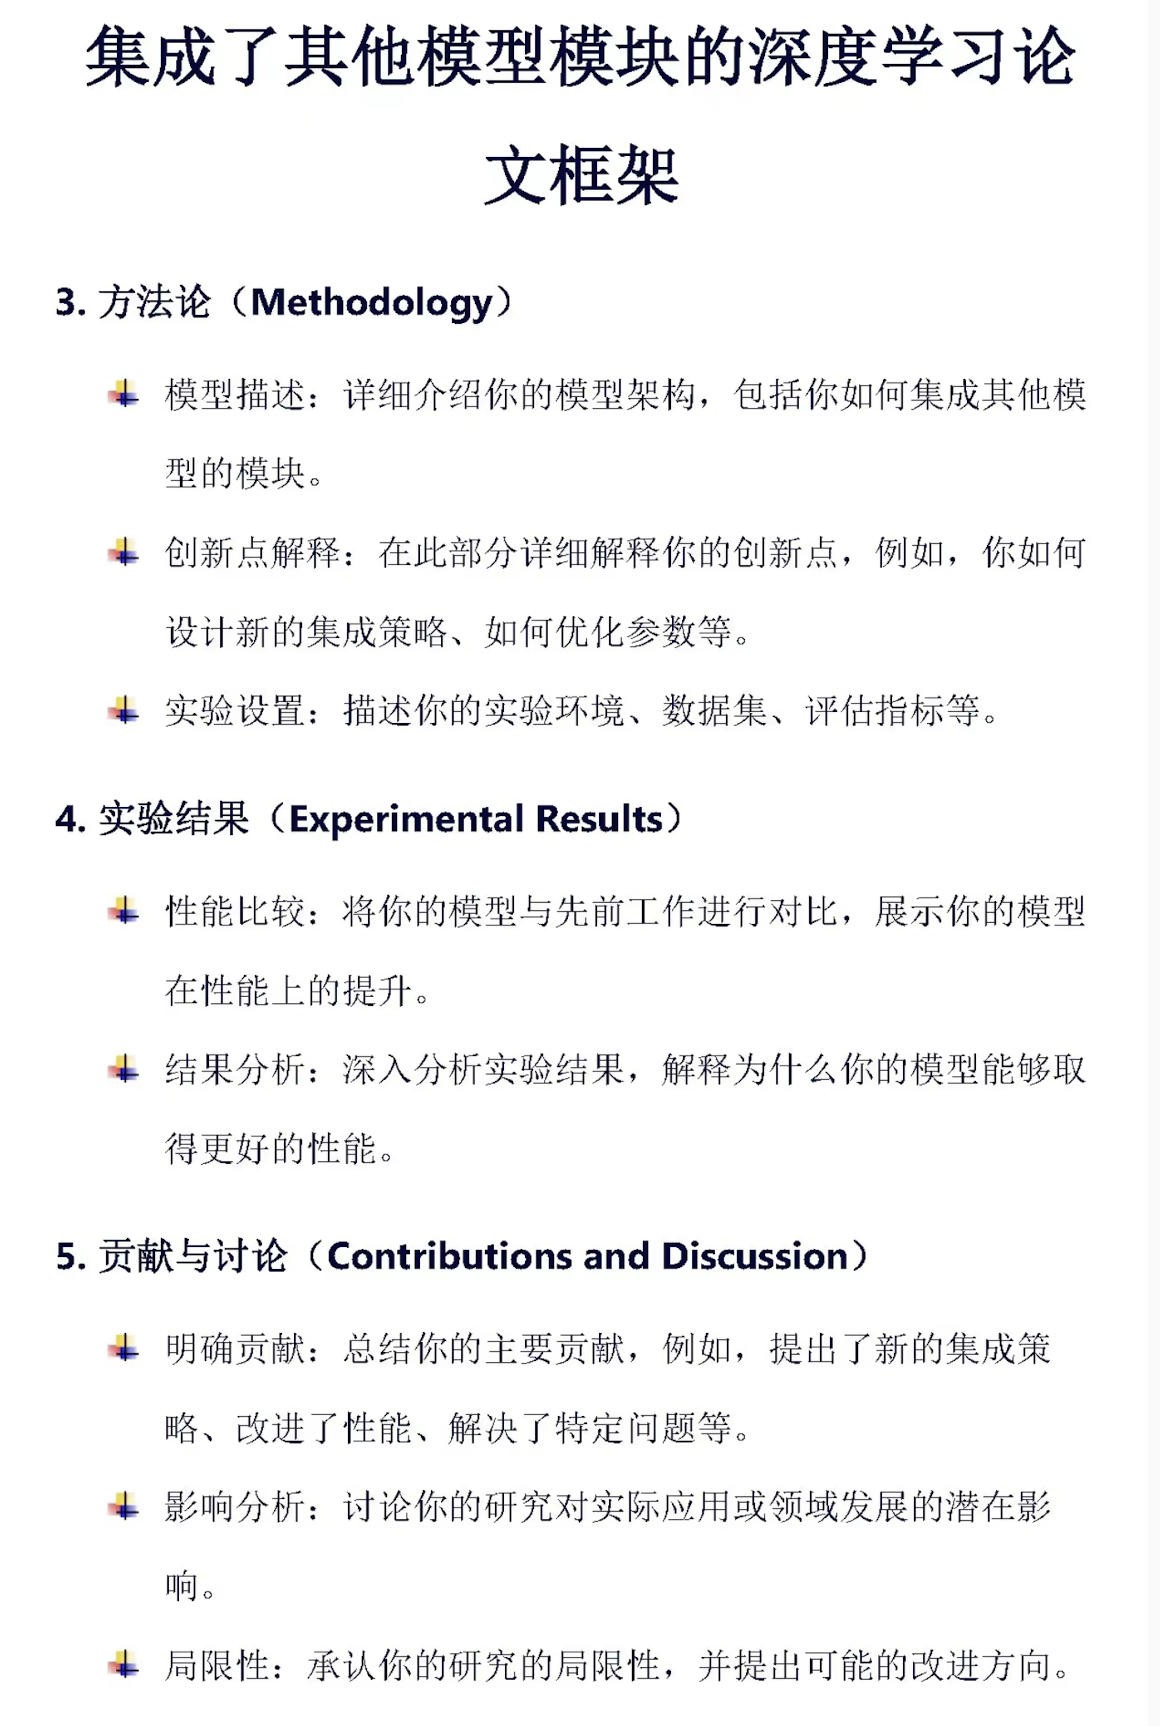 集成了其他模型模块的深度学习论
文框架
3. 方法论（Methodology）
模型描述：详细介绍你的模型架构，包括你如何集成其他模
型的模块。
创新点解释：在此部分详细解释你的创新点，例如，你如何
设计新的集成策略、如何优化参数等。
实验设置：描述你的实验环境、数据集、评估指标等。
4. 实验结果（Experimental Results）
性能比较：将你的模型与先前工作进行对比，展示你的模型
在性能上的提升。
结果分析：深入分析实验结果，解释为什么你的模型能够取
得更好的性能。
5. 贡献与讨论（Contributions and Discussion）
明确贡献：总结你的主要贡献，例如，提出了新的集成策
略、改进了性能、解决了特定问题等。
影响分析：讨论你的研究对实际应用或领域发展的潜在影
响。
局限性：承认你的研究的局限性，并提出可能的改进方向。